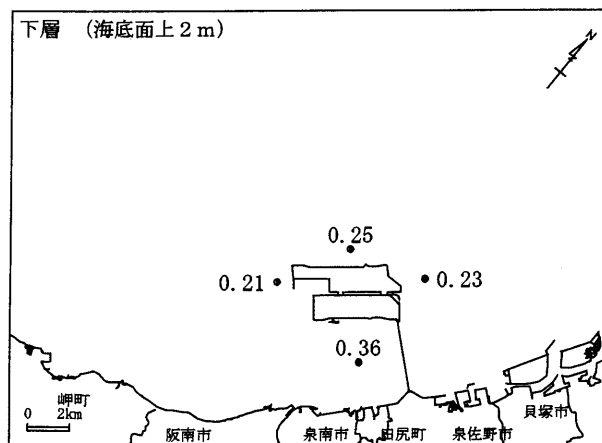 下層 （海底面上2m）
N
0.25
0.21
0.23
0.36
岬町
0 2km
阪南市
泉南市
田尻町
泉佐野市
貝塚市